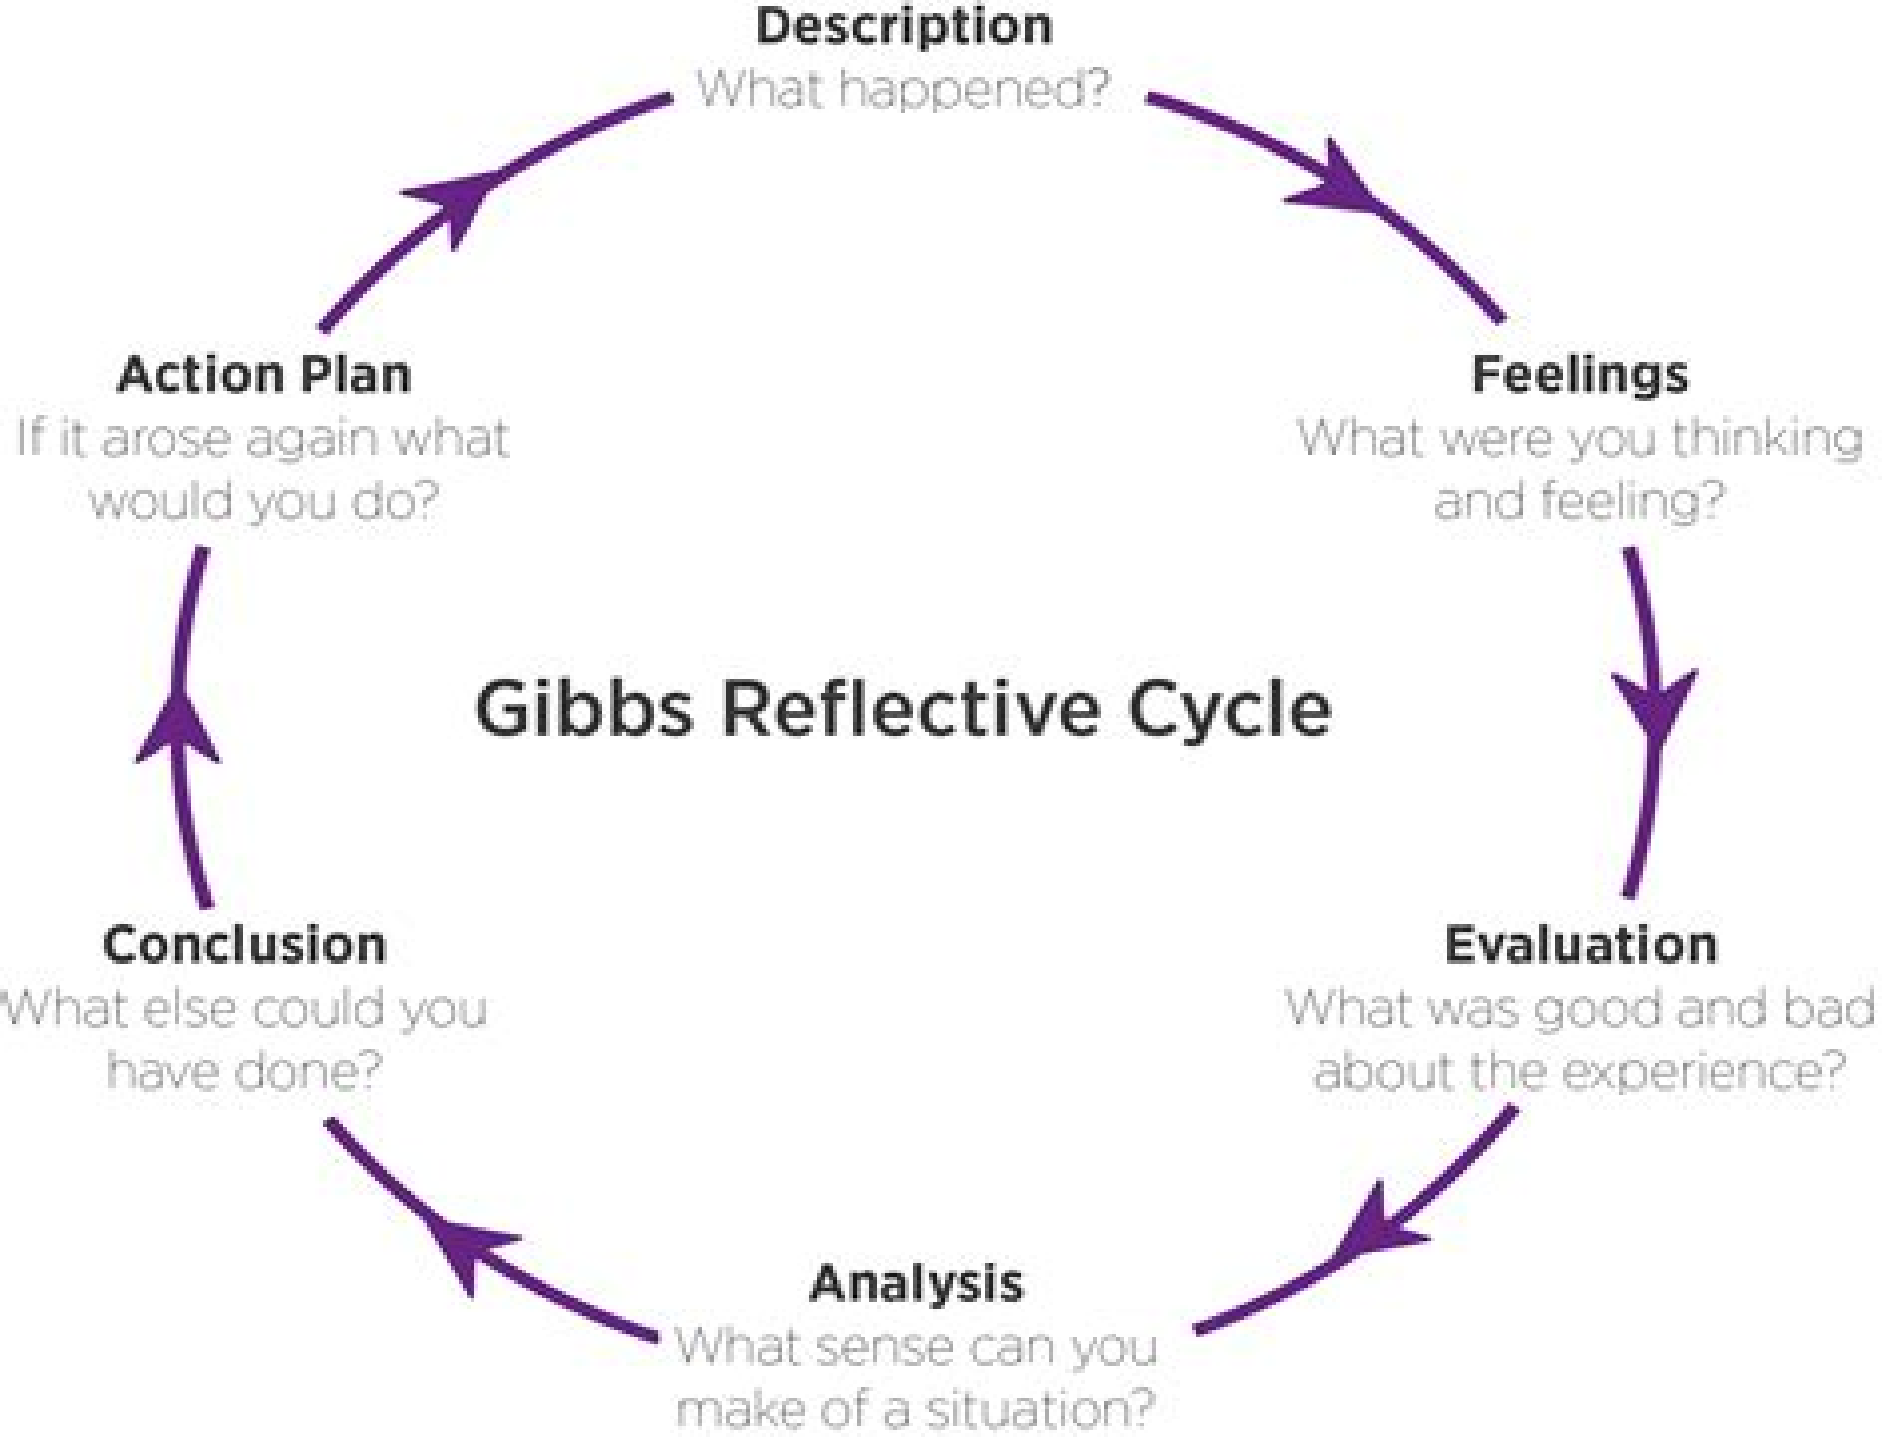 Description
What happened?
Feelings
What were you thinking
and feeling?
Evaluation
What was good and bad
about the experience?
Analysis
What sense can you
make of a situation?
Conclusion
What else could you
have done?
Action Plan
If it arose again what
would you do?
Gibbs Reflective Cycle